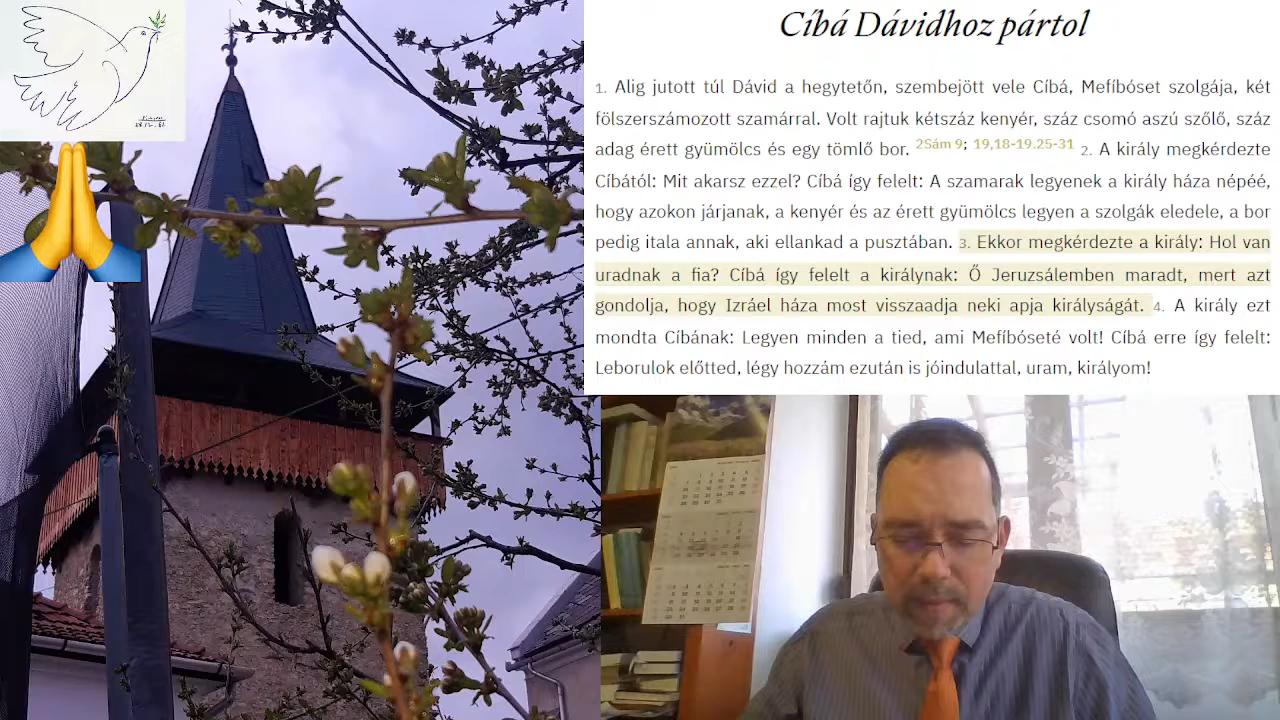 Cíbá Dávidhoz pártol
1. Alig jutott túl Dávid a hegytetőn, szembejött vele Cíbá, Mefíbóset szolgája, két
fölszerszámozott szamárral. Volt rajtuk kétszáz kenyér, száz csomó aszú szőlő, száz
adag érett gyümölcs és egy tömlő bor. 2Sám 9; 19,18-19.25-31 2. A király megkérdezte
Cíbától: Mit akarsz ezzel? Cíbá így felelt: A szamarak legyenek a király háza népéé,
hogy azokon járjanak, a kenyér és az érett gyümölcs legyen a szolgák eledele, a bor
pedig itala annak, aki ellankad a pusztában. 3. Ekkor megkérdezte a király: Hol van
uradnak a fia? Cíbá így felelt a királynak: Ő Jeruzsálemben maradt, mert azt
gondolja, hogy Izráel háza most visszaadja neki apja királyságát. 4. A király ezt
mondta Cíbának: Legyen minden a tied, ami Mefíbóseté volt! Cíbá erre így felelt:
Leborulok előtted, légy hozzám ezután is jóindulattal, uram, királyom!